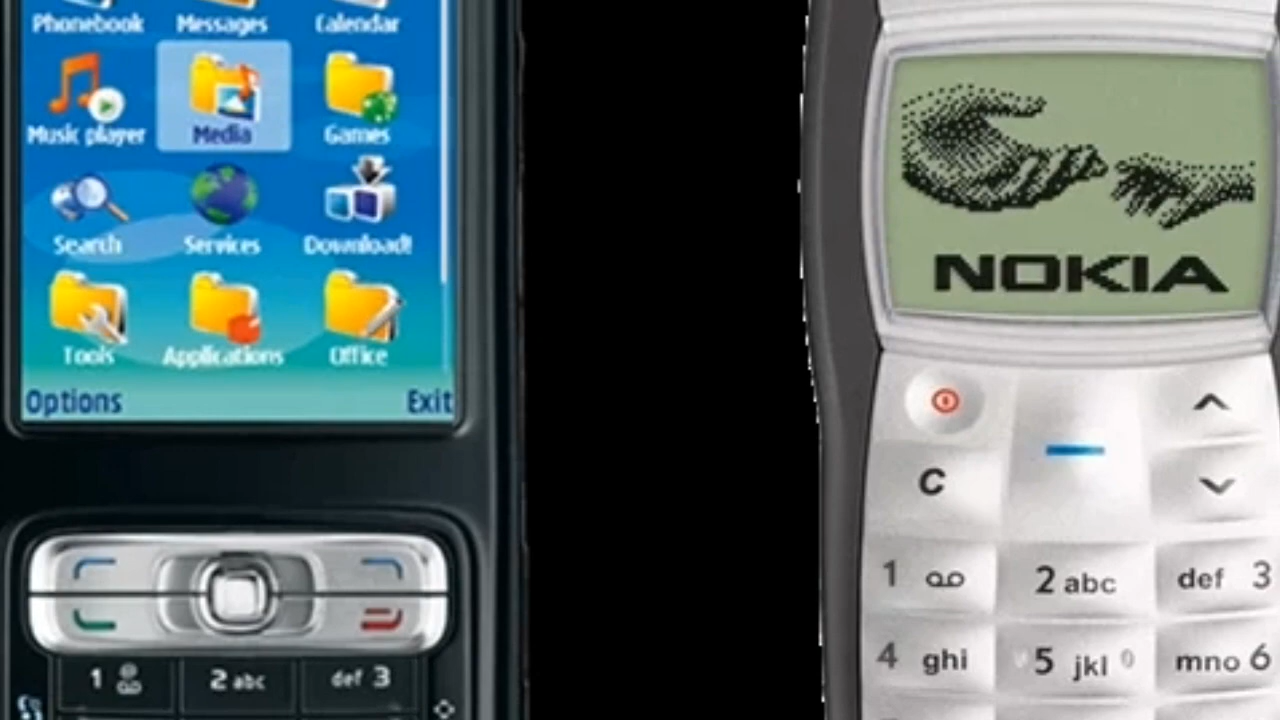 Phonebook Messages Calendar
Music player Media Games
Search Services Download!
Tools Applications Office
Options Exit
1 2 abc def 3
NOKIA
C
1 2 abc def 3
4 ghi 5 jkl mno 6